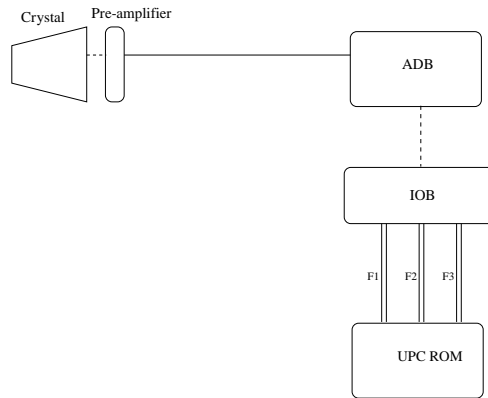 Crystal
Pre-amplifier
ADB
IOB
F1
F2
F3
UPC ROM